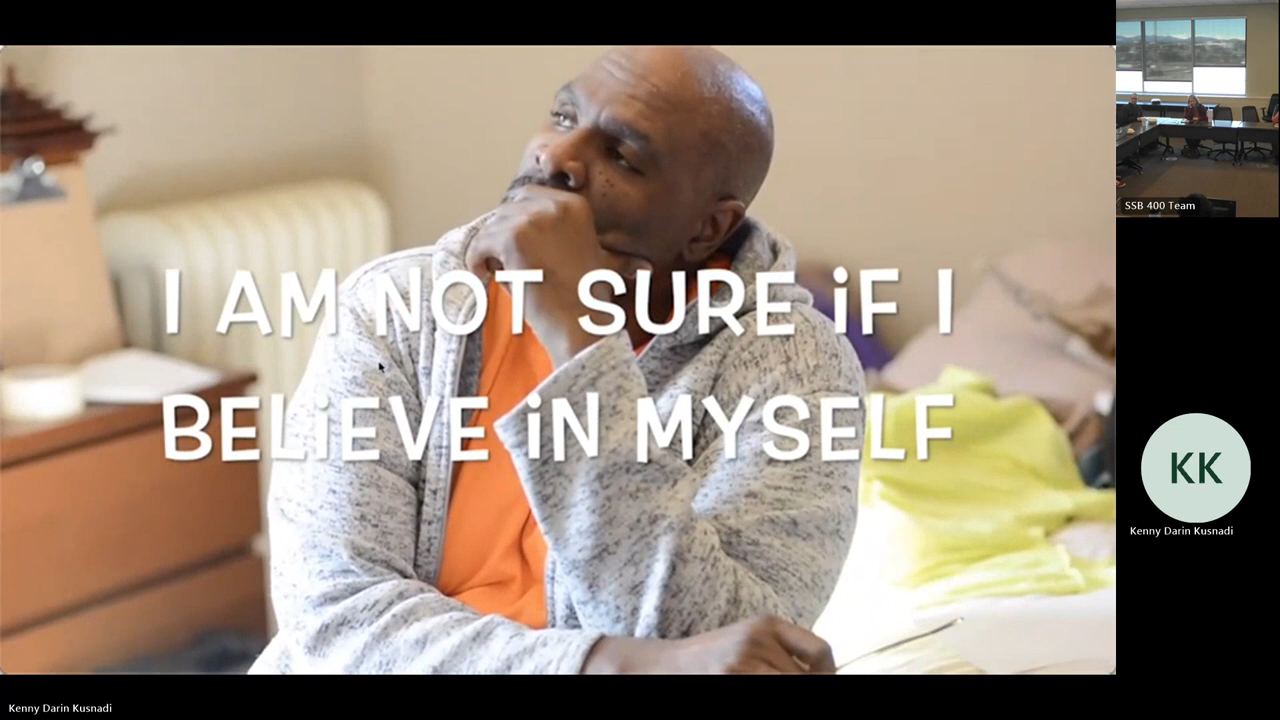 I AM NOT SURE iF I
BELiEVE iN MYSELF
SSB 400 Team
KK
Kenny Darin Kusnadi
Kenny Darin Kusnadi